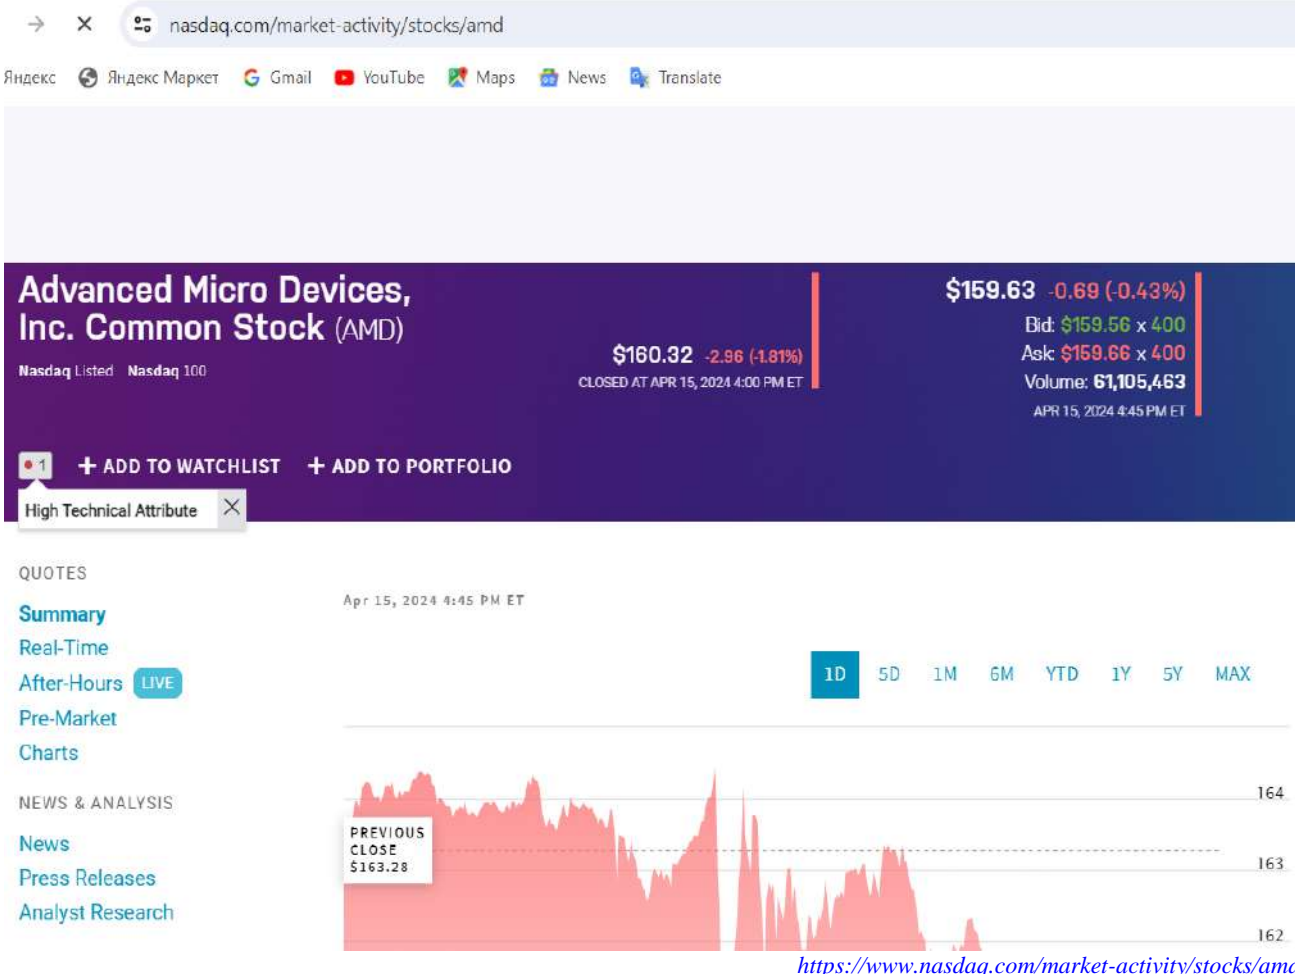 nasdaq.com/market-activity/stocks/amd
Яндекс Яндекс Маркет Gmail YouTube Maps News Translate
Advanced Micro Devices,
Inc. Common Stock (AMD)
Nasdaq Listed Nasdaq 100
$160.32 -2.96 (-1.81%)
CLOSED AT APR 15, 2024 4:00 PM ET
$159.63 -0.69 (-0.43%)
Bid: $159.56 x 400
Ask: $159.66 x 400
Volume: 61,105,463
APR 15, 2024 4:45 PM ET
1 + ADD TO WATCHLIST + ADD TO PORTFOLIO
High Technical Attribute
QUOTES
Summary
Real-Time
After-Hours LIVE
Pre-Market
Charts
NEWS & ANALYSIS
News
Press Releases
Analyst Research
Apr 15, 2024 4:45 PM ET
1D 5D 1M 6M YTD 1Y 5Y MAX
164
PREVIOUS
CLOSE
$163.28
163
162
https://www.nasdaq.com/market-activity/stocks/amd